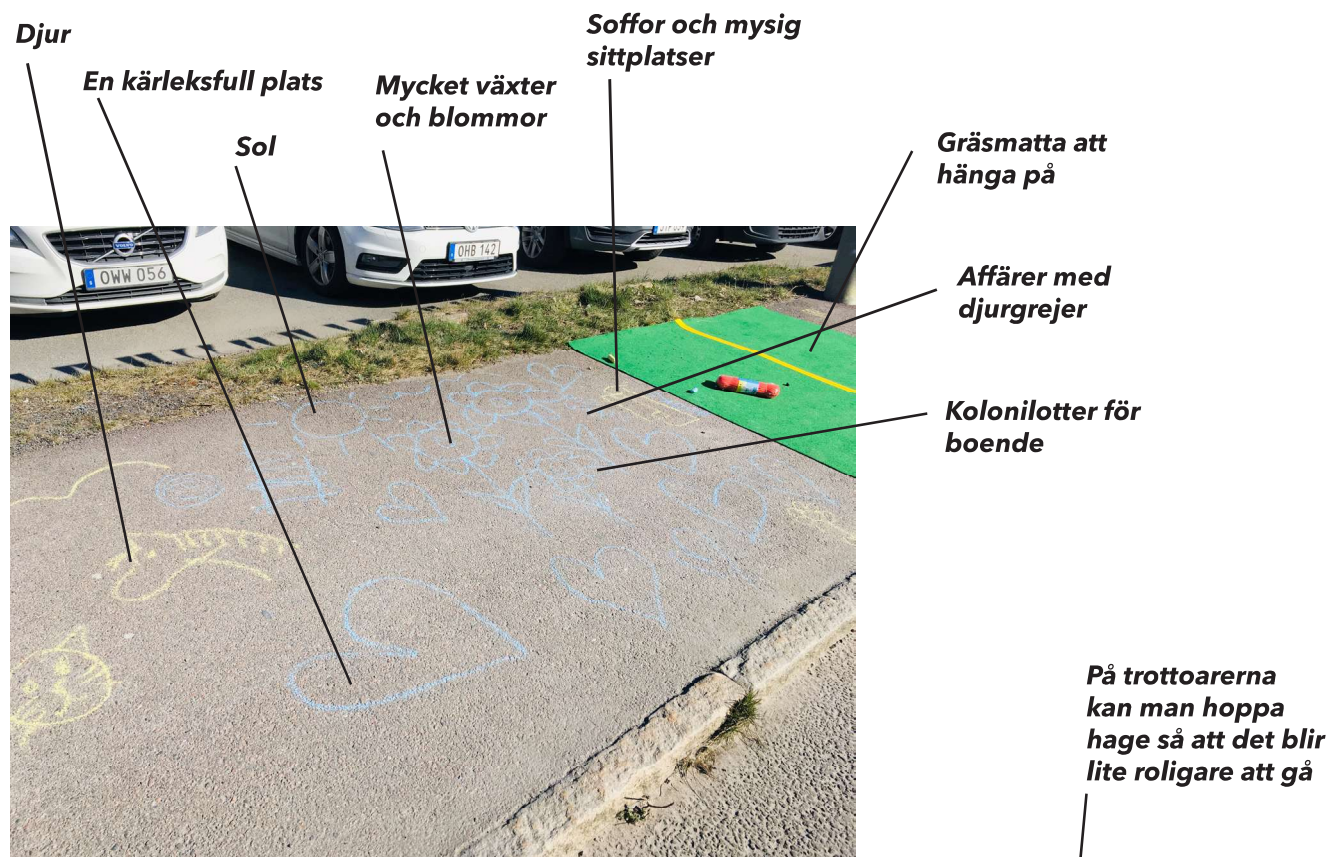 Djur
En kärleksfull plats
Sol
Mycket växter
och blommor
Soffor och mysig
sittplatser
Gräsmatta att
hänga på
Affärer med
djurgrejer
Kolonilotter för
boende
På trottoarerna
kan man hoppa
hage så att det blir
lite roligare att gå
OWW 056
OHB 142